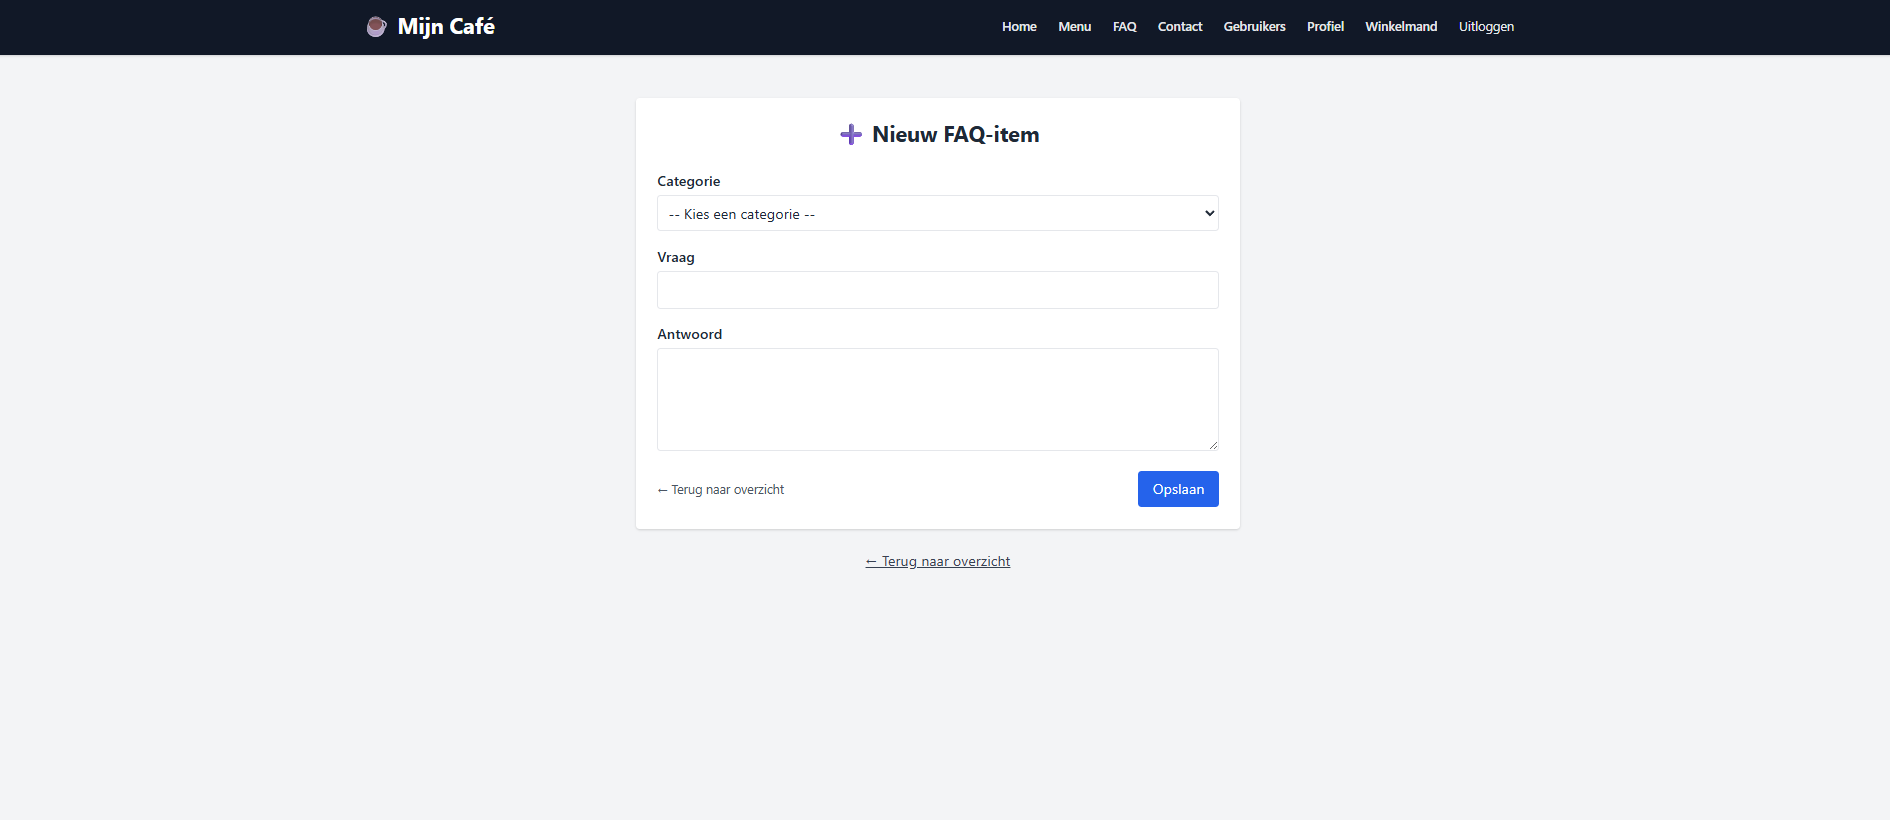 Mijn Café
Home Menu FAQ Contact Gebruikers Profiel Winkelmand Uitloggen
Nieuw FAQ-item
Categorie
-- Kies een categorie --
Vraag
Antwoord
← Terug naar overzicht Opslaan
← Terug naar overzicht